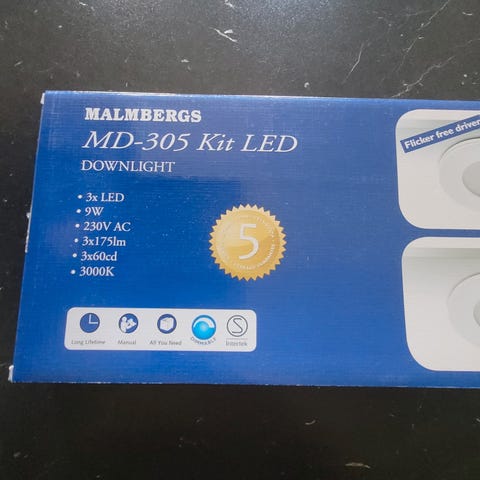 MALMBERGS
MD-305 Kit LED
DOWNLIGHT
• 3x LED
• 9W
• 230V AC
• 3x175lm
• 3x60cd
• 3000K
5
Flicker free driver
Long Lifetime
Manual
All You Need
DIMMABLE
S
Intertek